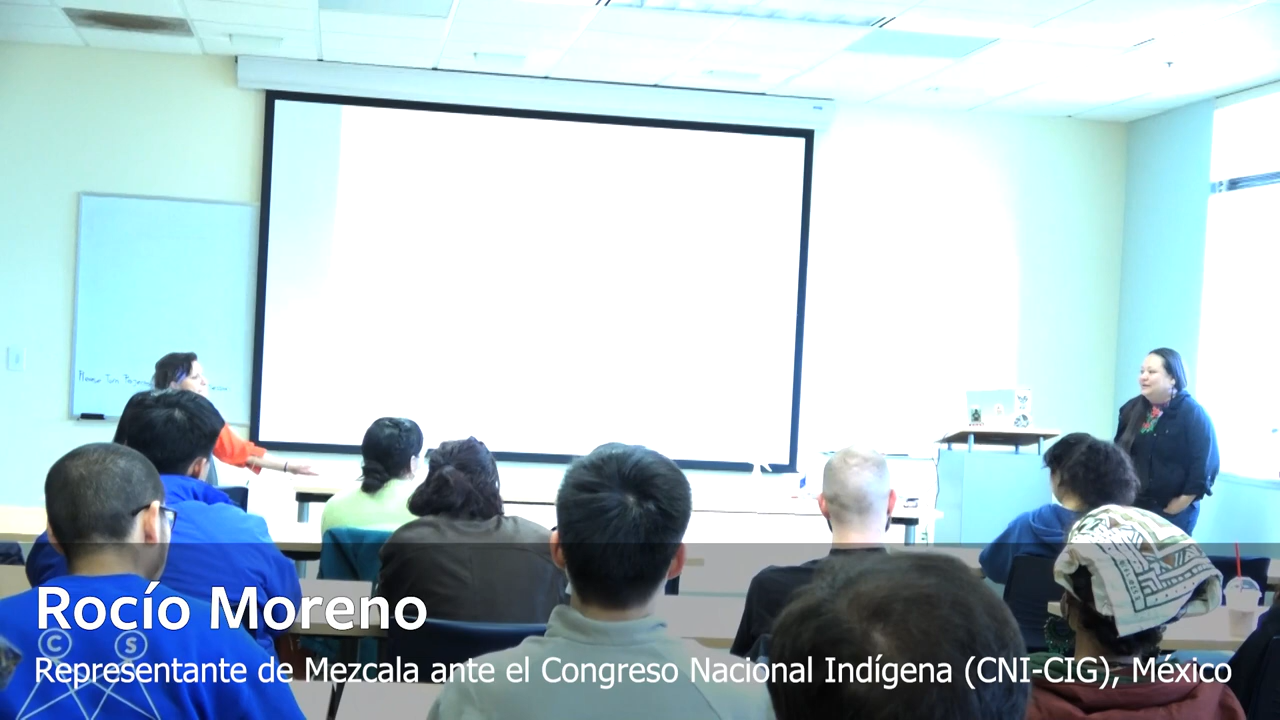 Rocío Moreno
C S
Representante de Mezcala ante el Congreso Nacional Indígena (CNI-CIG), México